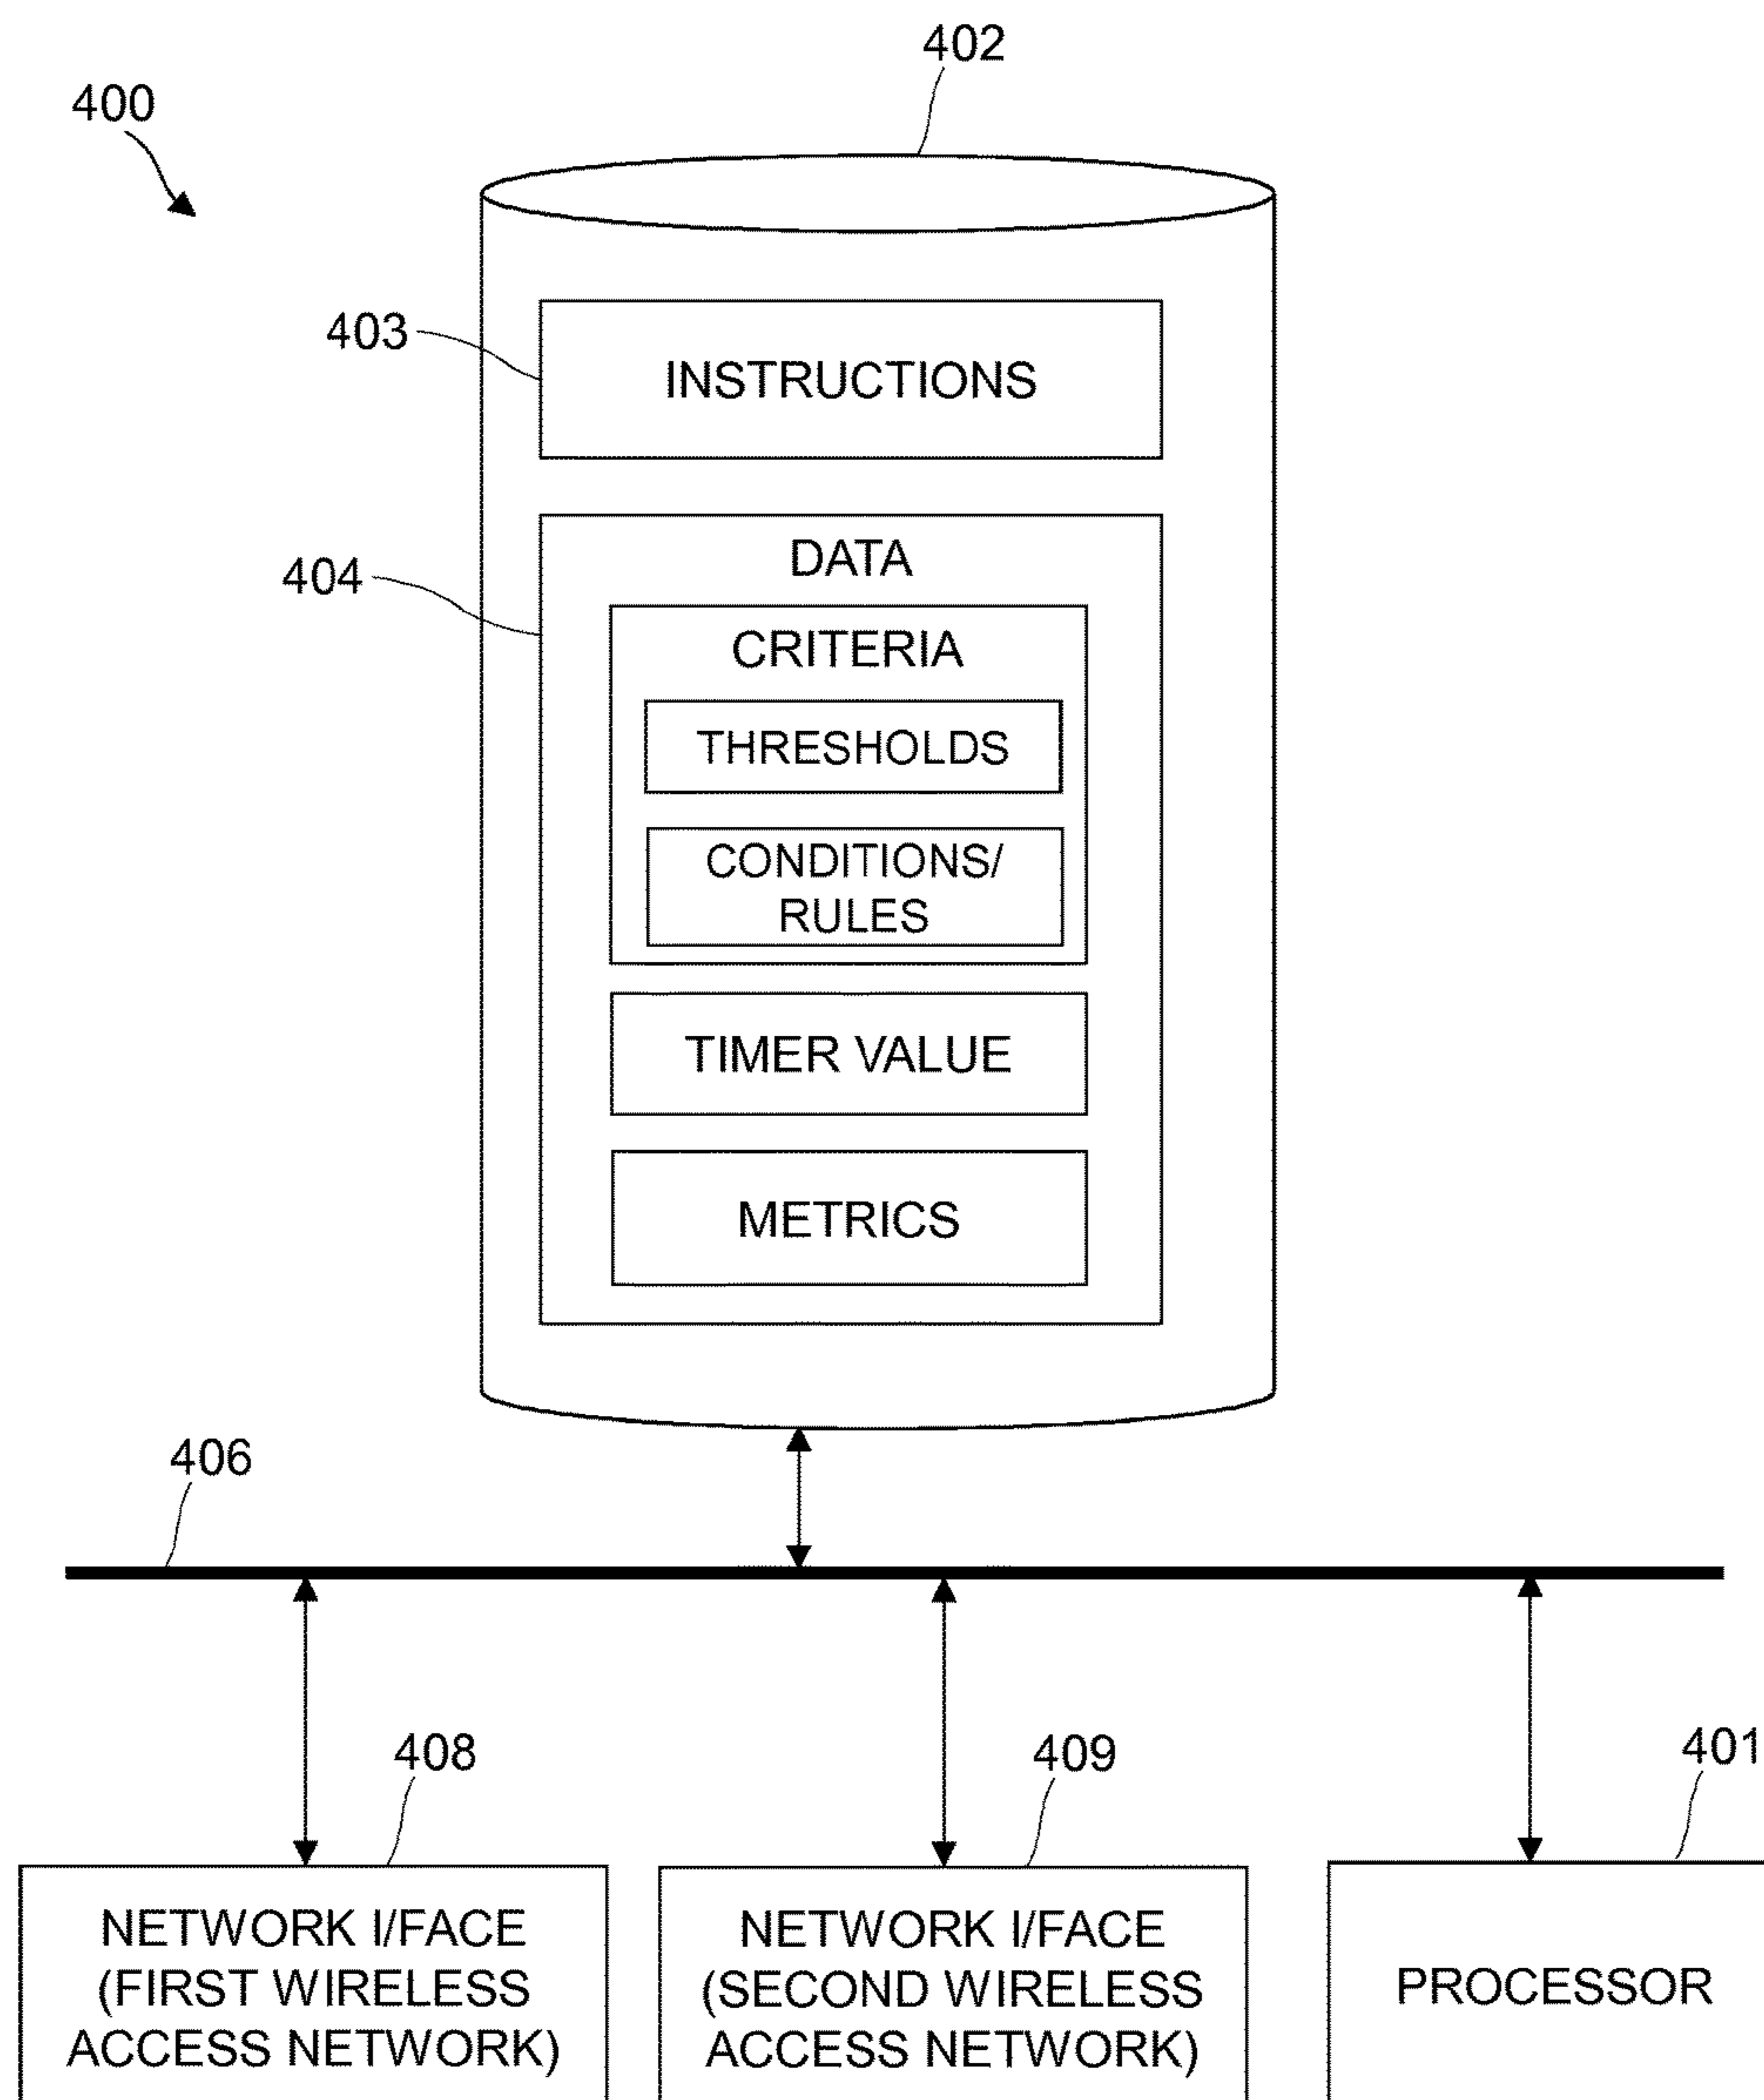 402
400
403
INSTRUCTIONS
404
DATA
CRITERIA
THRESHOLDS
CONDITIONS/
RULES
TIMER VALUE
METRICS
406
408
409
401
NETWORK I/FACE
(FIRST WIRELESS
ACCESS NETWORK)
NETWORK I/FACE
(SECOND WIRELESS
ACCESS NETWORK)
PROCESSOR